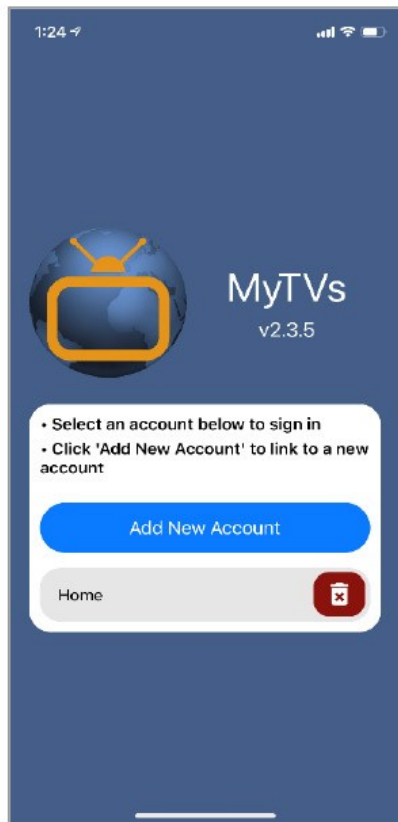 1:24
MyTVs
v2.3.5
• Select an account below to sign in
• Click 'Add New Account' to link to a new
account
Add New Account
Home